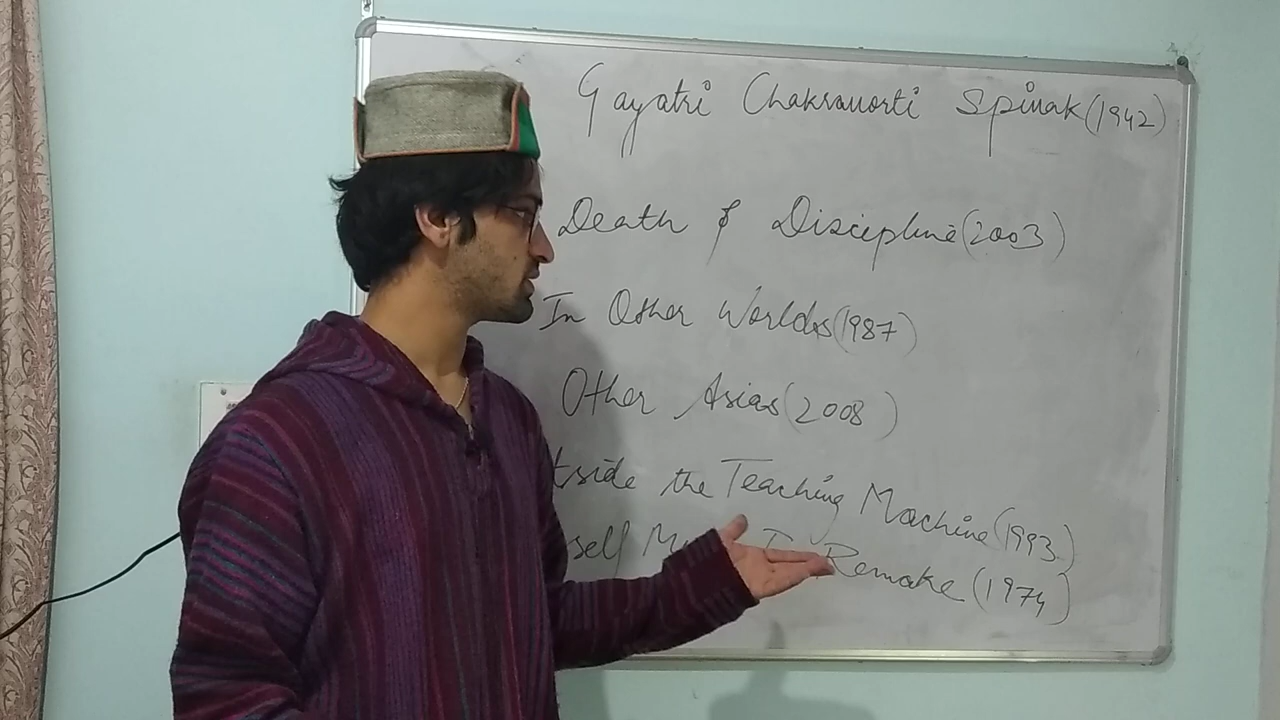 Gayatri Chakravorti Spivak (1942)
Death of Discipline (2003)
In Other Worlds (1987)
Other Asias (2008)
tside the Teaching Machine (1993)
self M Remake (1974)